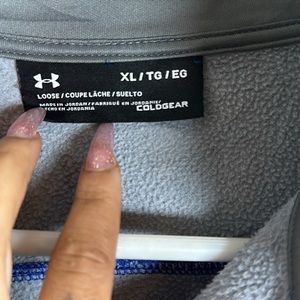 XL / TG / EG
LOOSE / COUPE LÂCHE / SUELTO
MADE IN JORDAN / FABRIQUÉ EN JORDANIE/
HECHO EN JORDANIA
COLDGEAR